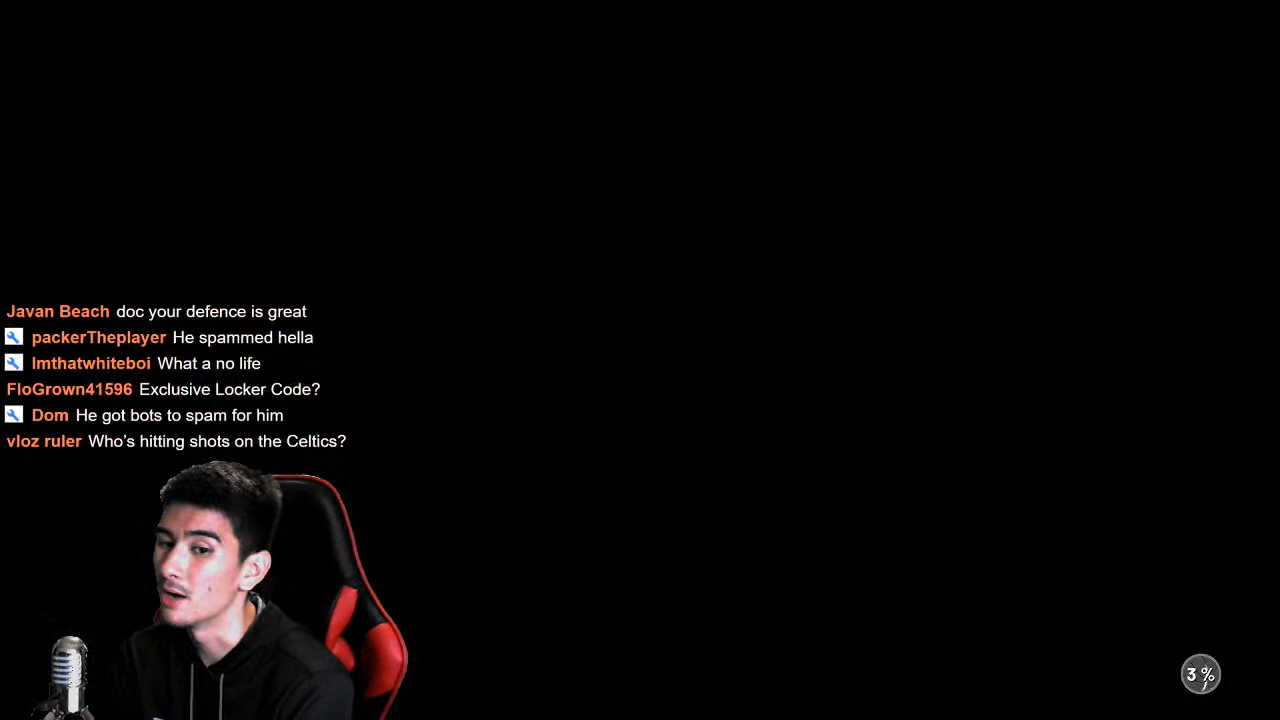 Javan Beach doc your defence is great
packerTheplayer He spammed hella
Imthatwhiteboi What a no life
FloGrown41596 Exclusive Locker Code?
Dom He got bots to spam for him
vloz ruler Who's hitting shots on the Celtics?
3 %